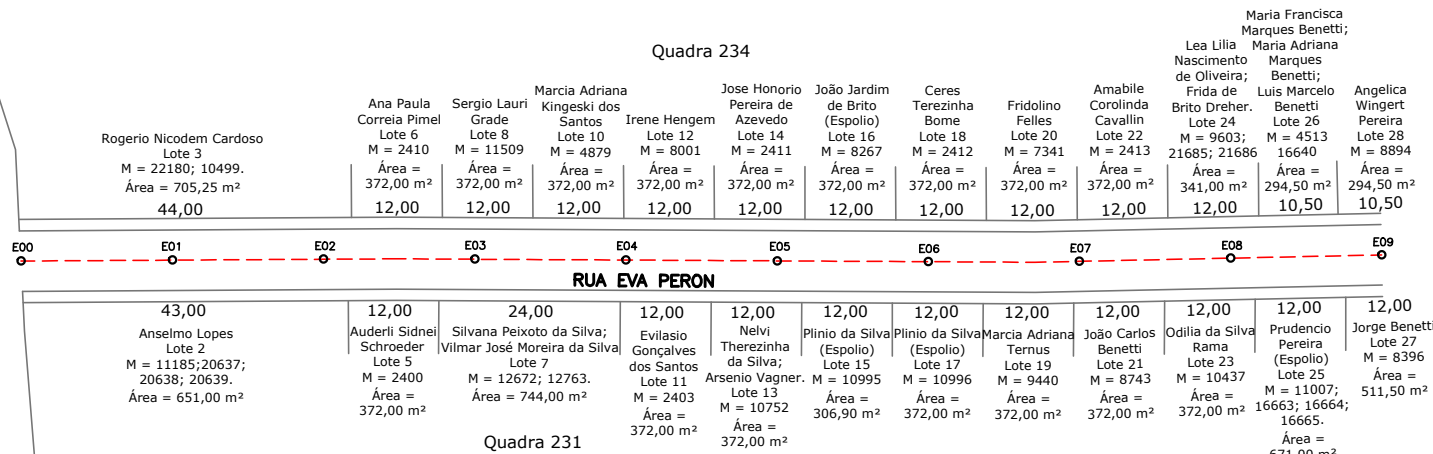 Quadra 234
Rogerio Nicodem Cardoso
Lote 3
M = 22180; 10499.
Área = 705,25 m²
44,00
Ana Paula
Correia Pimel
Lote 6
M = 2410
Área =
372,00 m²
12,00
Sergio Lauri
Grade
Lote 8
M = 11509
Área =
372,00 m²
12,00
Marcia Adriana
Kingeski dos
Santos
Lote 10
M = 4879
Área =
372,00 m²
12,00
Irene Hengem
Lote 12
M = 8001
Área =
372,00 m²
12,00
Jose Honorio
Pereira de
Azevedo
Lote 14
M = 2411
Área =
372,00 m²
12,00
João Jardim
de Brito
(Espolio)
Lote 16
M = 8267
Área =
372,00 m²
12,00
Ceres
Terezinha
Bome
Lote 18
M = 2412
Área =
372,00 m²
12,00
Fridolino
Felles
Lote 20
M = 7341
Área =
372,00 m²
12,00
Amabile
Corolinda
Cavallin
Lote 22
M = 2413
Área =
372,00 m²
12,00
Lea Lilia
Nascimento
de Oliveira;
Frida de
Brito Dreher.
Lote 24
M = 9603;
21685; 21686
Área =
341,00 m²
12,00
Maria Francisca
Marques Benetti;
Maria Adriana
Marques
Benetti;
Luis Marcelo
Benetti
Lote 26
M = 4513
16640
Área =
294,50 m²
10,50
Angelica
Wingert
Pereira
Lote 28
M = 8894
Área =
294,50 m²
10,50
E00
E01
E02
E03
E04
E05
E06
E07
E08
E09
RUA EVA PERON
43,00
Anselmo Lopes
Lote 2
M = 11185;20637;
20638; 20639.
Área = 651,00 m²
12,00
Auderli Sidnei
Schroeder
Lote 5
M = 2400
Área =
372,00 m²
24,00
Silvana Peixoto da Silva;
Vilmar José Moreira da Silva
Lote 7
M = 12672; 12763.
Área = 744,00 m²
12,00
Evilasio
Gonçalves
dos Santos
Lote 11
M = 2403
Área =
372,00 m²
12,00
Nelvi
Therezinha
da Silva;
Arsenio Vagner.
Lote 13
M = 10752
Área =
372,00 m²
12,00
Plinio da Silva
(Espolio)
Lote 15
M = 10995
Área =
306,90 m²
12,00
Plinio da Silva
(Espolio)
Lote 17
M = 10996
Área =
372,00 m²
12,00
Marcia Adriana
Ternus
Lote 19
M = 9440
Área =
372,00 m²
12,00
João Carlos
Benetti
Lote 21
M = 8743
Área =
372,00 m²
12,00
Odilia da Silva
Rama
Lote 23
M = 10437
Área =
372,00 m²
12,00
Prudencio
Pereira
(Espolio)
Lote 25
M = 11007;
16663; 16664;
16665.
Área =
671,00 m²
12,00
Jorge Benetti
Lote 27
M = 8396
Área =
511,50 m²
Quadra 231